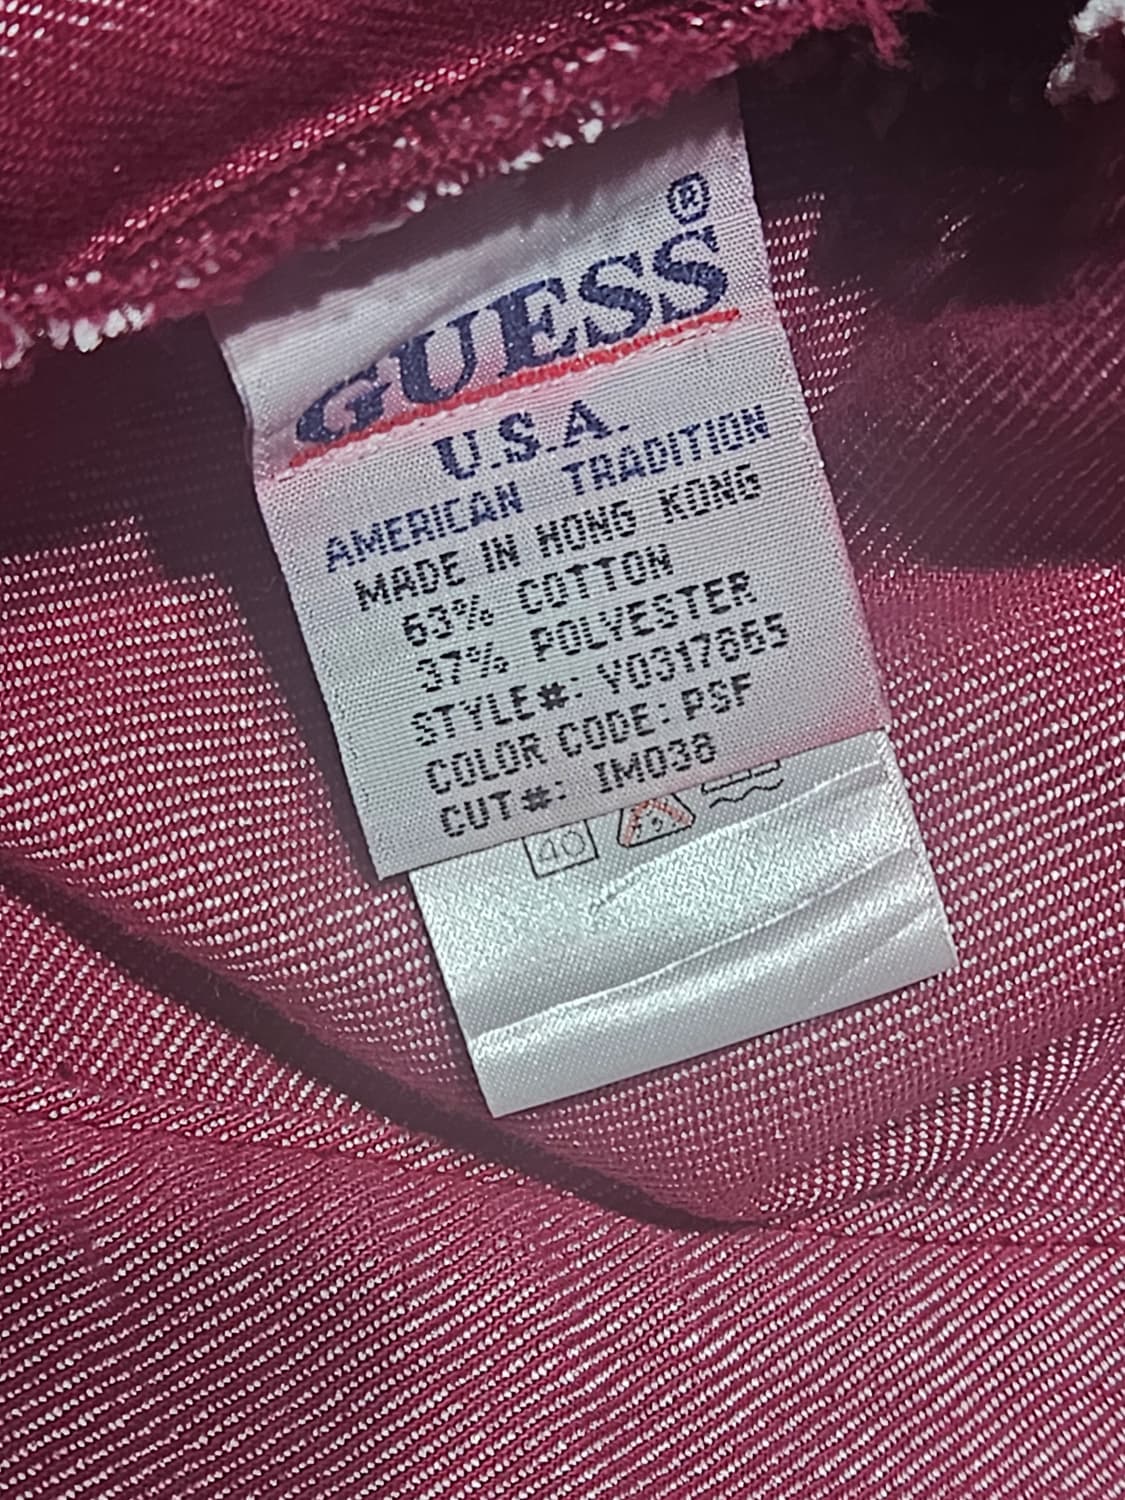 GUESS®
U.S.A.
AMERICAN TRADITION
MADE IN HONG KONG
63% COTTON
37% POLYESTER
STYLE#: Y0317865
COLOR CODE: PSF
CUT#: IM038
40